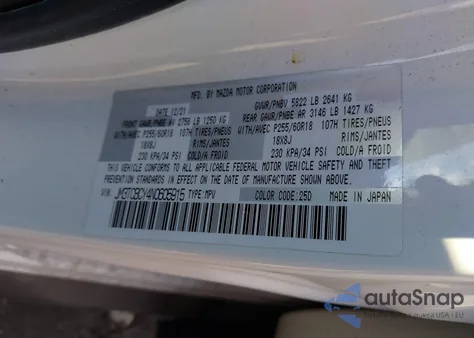 MFD. BY MAZDA MOTOR CORPORATION
DATE 12/21 GVWR/PNBV 5822 LB 2641 KG
FRONT GAWR/PNBE AV 2756 LB 1250 KG REAR GAWR/PNBE AR 3146 LB 1427 KG
WITH/AVEC P255/60R18 107H TIRES/PNEUS WITH/AVEC P255/60R18 107H TIRES/PNEUS
18X8J RIMS/JANTES 18X8J RIMS/JANTES
230 KPA/34 PSI /COLD/A FROID 230 KPA/34 PSI /COLD/A FROID
THIS VEHICLE CONFORMS TO ALL APPLICABLE FEDERAL MOTOR VEHICLE SAFETY AND THEFT
PREVENTION STANDARDS IN EFFECT ON THE DATE OF MANUFACTURE SHOWN ABOVE.
VIN: JM3TCBCY4N0606915 TYPE:MPV COLOR CODE:25D MADE IN JAPAN
autoSnap